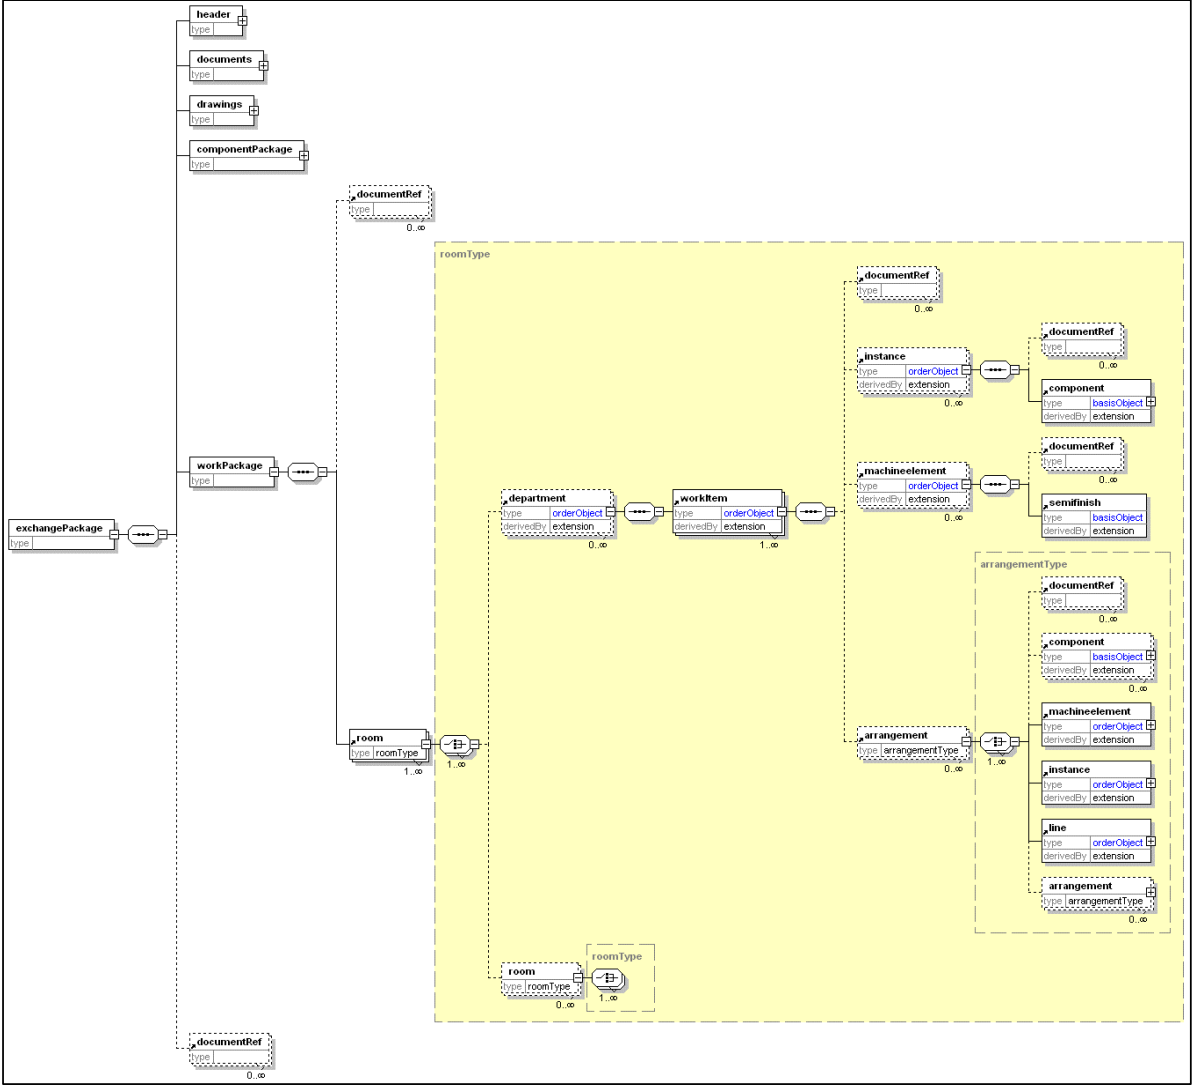 header
type
documents
type
drawings
type
componentPackage
type
documentRef
type
0..∞
roomType
documentRef
type
0..∞
documentRef
type
0..∞
instance
type orderObject
derivedBy extension
0..∞
component
type basisObject
derivedBy extension
documentRef
type
0..∞
workPackage
type
machineelement
type orderObject
derivedBy extension
0..∞
semifinish
type basisObject
derivedBy extension
department
type orderObject
derivedBy extension
0..∞
workItem
type orderObject
derivedBy extension
1..∞
exchangePackage
type
arrangementType
documentRef
type
0..∞
component
type basisObject
derivedBy extension
0..∞
machineelement
type orderObject
derivedBy extension
room
type roomType
1..∞
1..∞
arrangement
type arrangementType
0..∞
1..∞
instance
type orderObject
derivedBy extension
line
type orderObject
derivedBy extension
arrangement
type arrangementType
0..∞
roomType
room
type roomType
0..∞
1..∞
documentRef
type
0..∞